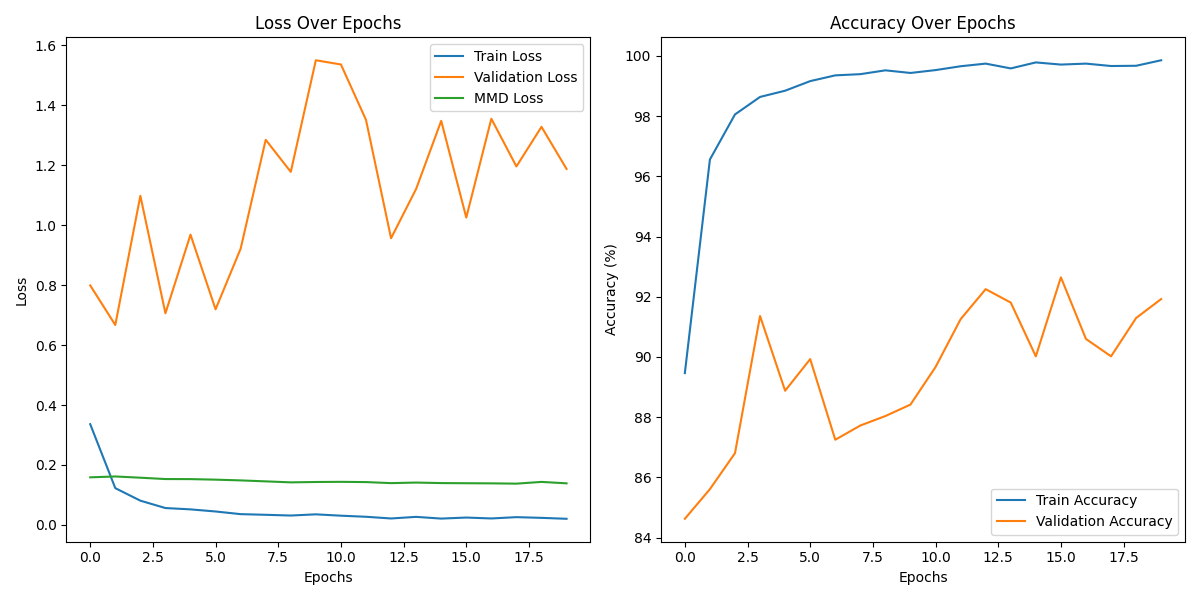 Loss Over Epochs
1.6
1.4
1.2
1.0
0.8
0.6
0.4
0.2
0.0
Loss
Train Loss
Validation Loss
MMD Loss
0.0 2.5 5.0 7.5 10.0 12.5 15.0 17.5
Epochs
Accuracy Over Epochs
100
98
96
94
92
90
88
86
84
Accuracy (%)
Train Accuracy
Validation Accuracy
0.0 2.5 5.0 7.5 10.0 12.5 15.0 17.5
Epochs